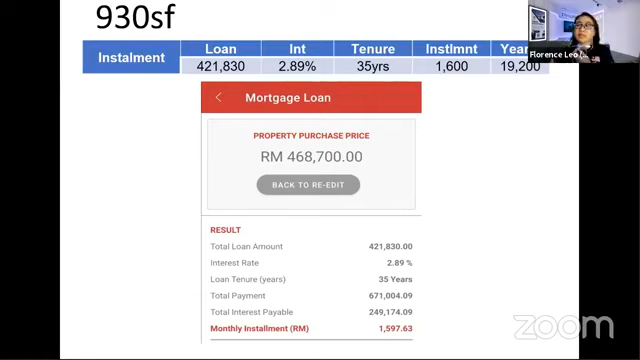 930sf
Instalment
Loan Int Tenure Instlmnt
421,830 2.89% 35yrs 1,600 19,200
Florence Leo
Mortgage Loan
PROPERTY PURCHASE PRICE
RM 468,700.00
BACK TO RE-EDIT
RESULT
Total Loan Amount 421,830.00
Interest Rate 2.89 %
Loan Tenure (years) 35 Years
Total Payment 671,004.09
Total Interest Payable 249,174.09
Monthly Installment (RM) 1,597.63
zoom